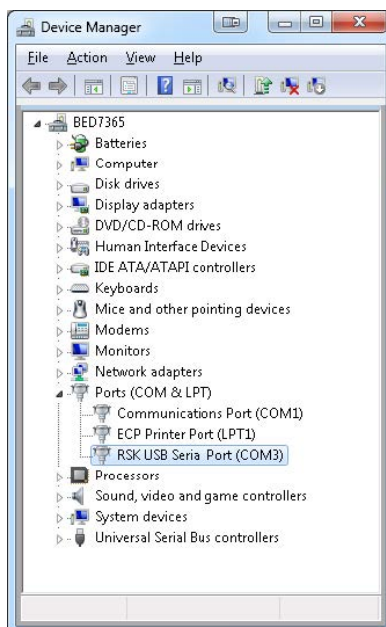 Device Manager
File Action View Help
BED7365
Batteries
Computer
Disk drives
Display adapters
DVD/CD-ROM drives
Human Interface Devices
IDE ATA/ATAPI controllers
Keyboards
Mice and other pointing devices
Modems
Monitors
Network adapters
Ports (COM & LPT)
Communications Port (COM1)
ECP Printer Port (LPT1)
RSK USB Seria Port (COM3)
Processors
Sound, video and game controllers
System devices
Universal Serial Bus controllers